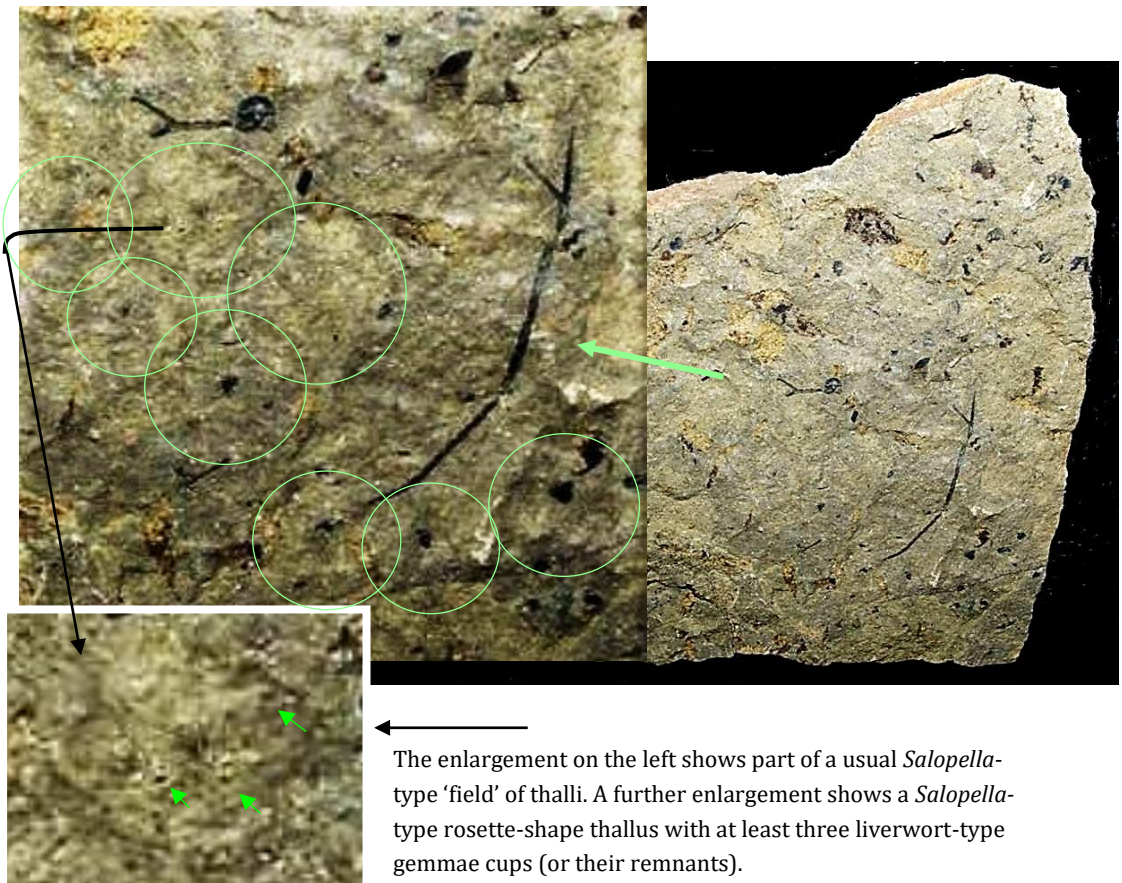 The enlargement on the left shows part of a usual Salopella-
type ‘field’ of thalli. A further enlargement shows a Salopella-
type rosette-shape thallus with at least three liverwort-type
gemmae cups (or their remnants).